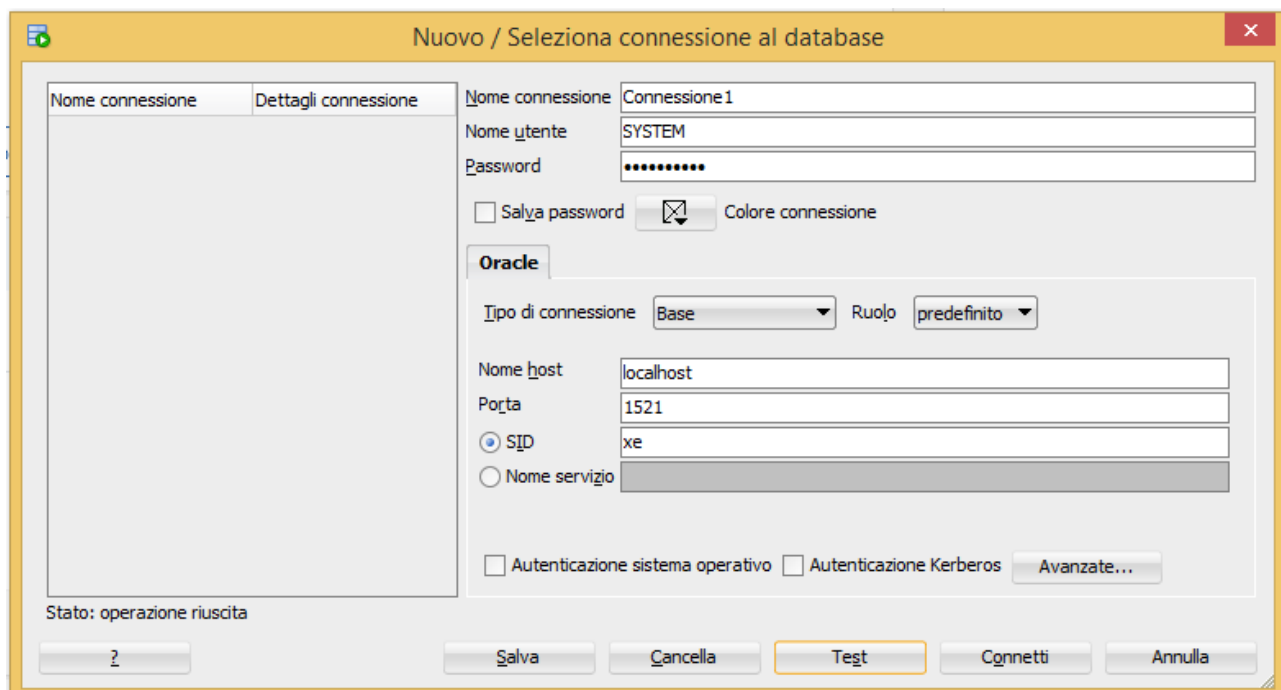 Nuovo / Seleziona connessione al database
Nome connessione Dettagli connessione
Nome connessione Connessione1
Nome utente SYSTEM
Password ••••••••••
Salva password Colore connessione
Oracle
Tipo di connessione Base Ruolo predefinito
Nome host localhost
Porta 1521
SID xe
Nome servizio
Autenticazione sistema operativo Autenticazione Kerberos Avanzate...
Stato: operazione riuscita
? Salva Cancella Test Connetti Annulla